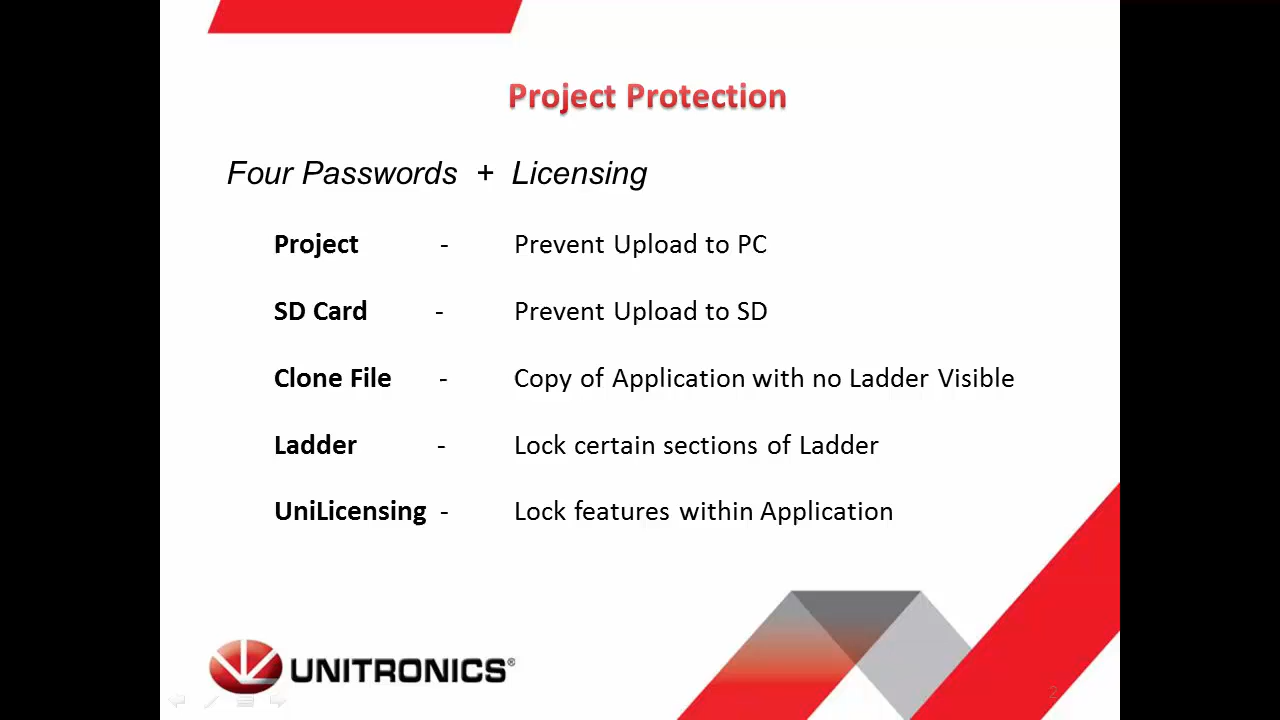 Project Protection
Four Passwords + Licensing
Project - Prevent Upload to PC
SD Card - Prevent Upload to SD
Clone File - Copy of Application with no Ladder Visible
Ladder - Lock certain sections of Ladder
UniLicensing - Lock features within Application
UNITRONICS®
2